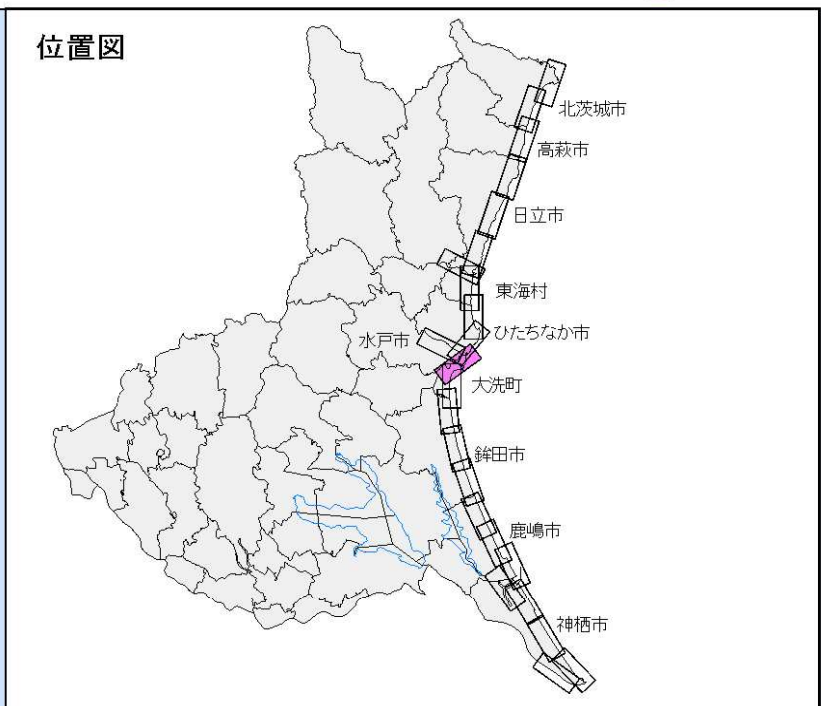 位置図
北茨城市
高萩市
日立市
東海村
ひたちなか市
水戸市
大洗町
鉾田市
鹿嶋市
神栖市